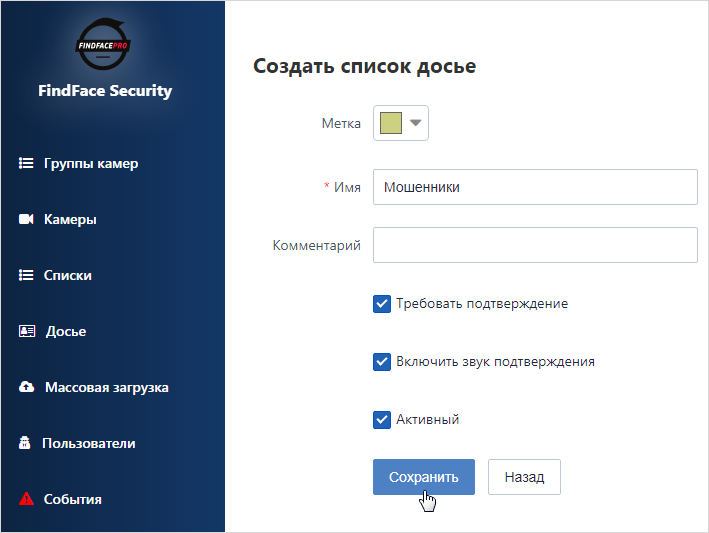 FINDFACEPRO
FindFace Security
Группы камер
Камеры
Списки
Досье
Массовая загрузка
Пользователи
События
Создать список досье
Метка
* Имя
Мошенники
Комментарий
Требовать подтверждение
Включить звук подтверждения
Активный
Сохранить
Назад